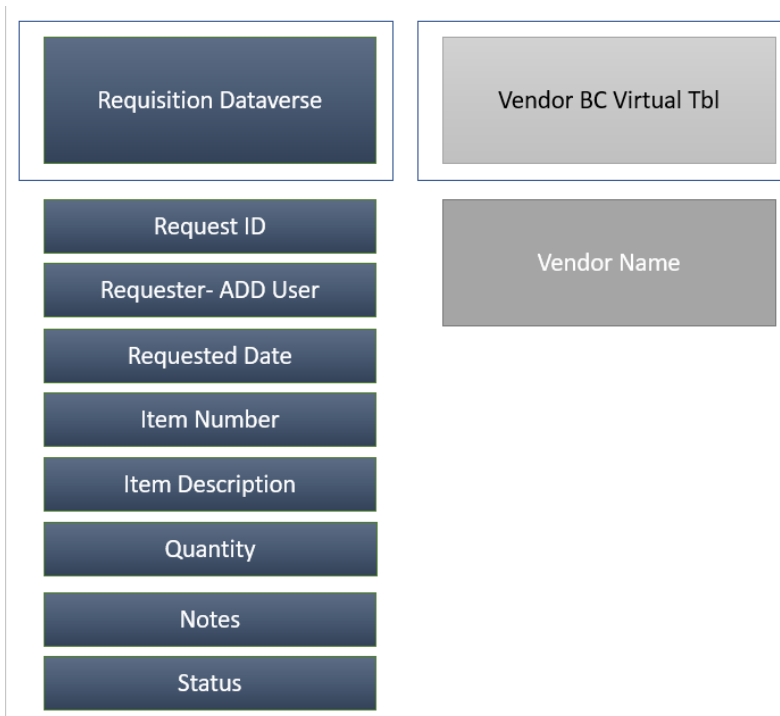 Requisition Dataverse
Request ID
Requester- ADD User
Requested Date
Item Number
Item Description
Quantity
Notes
Status
Vendor BC Virtual Tbl
Vendor Name